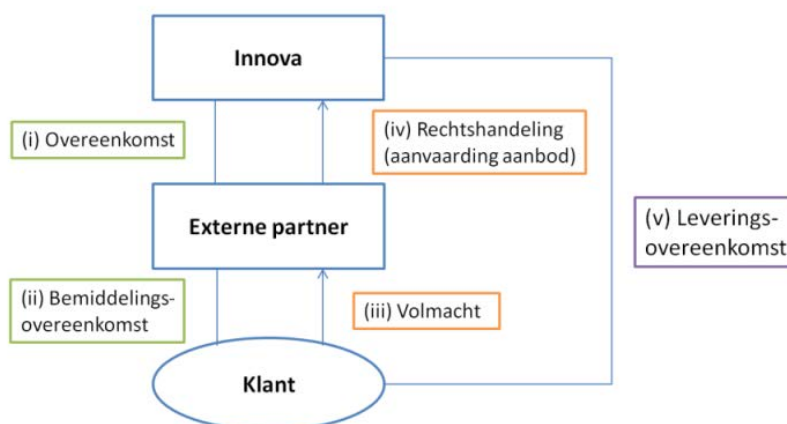 Innova
(i) Overeenkomst
(iv) Rechtshandeling
(aanvaarding aanbod)
Externe partner
(v) Leverings-
overeenkomst
(ii) Bemiddelings-
overeenkomst
(iii) Volmacht
Klant